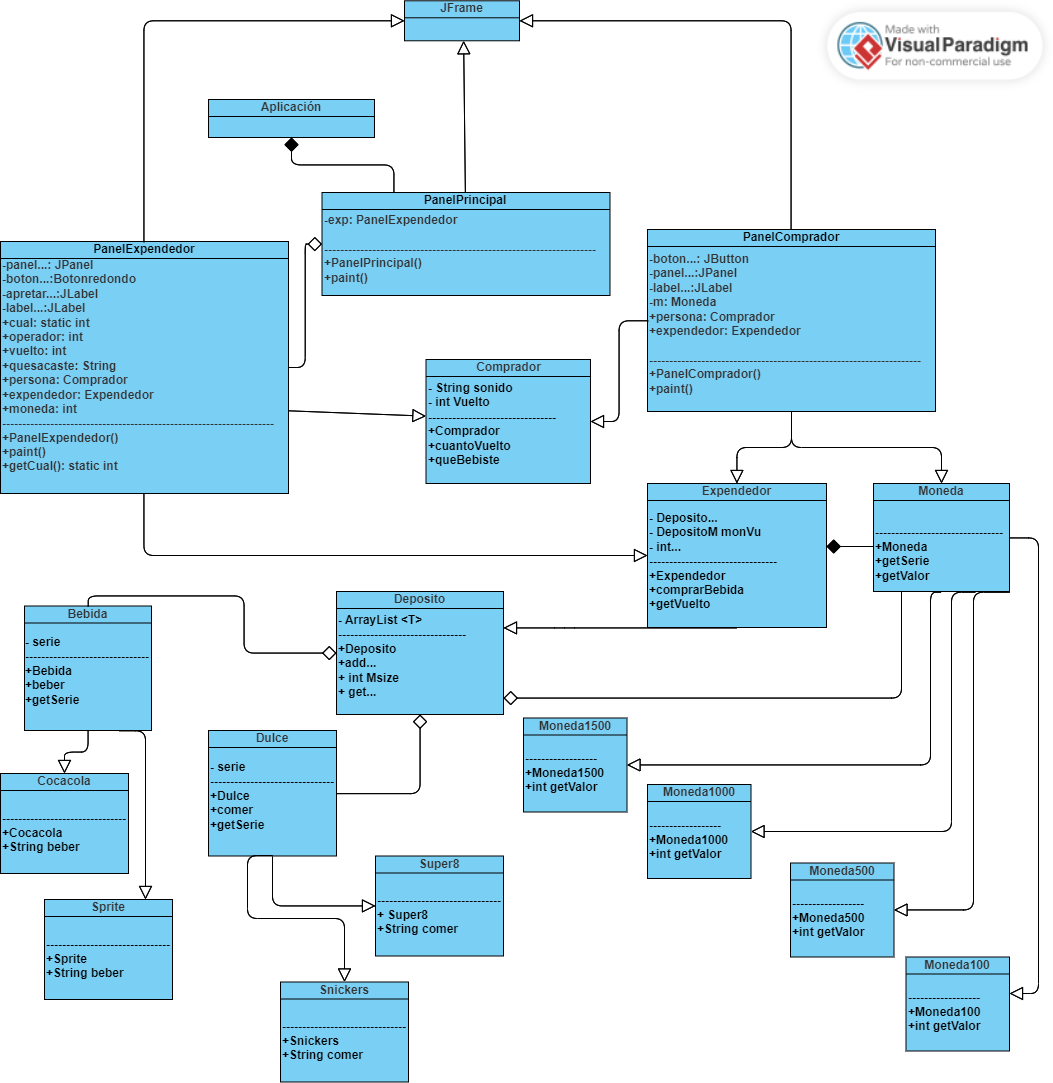 JFrame
Made with
VisualParadigm
For non-commercial use
Aplicación
PanelPrincipal
-exp: PanelExpendedor
+PanelPrincipal()
+paint()
PanelExpendedor
-panel...: JPanel
-boton...:Botonredondo
-apretar...:JLabel
-label...:JLabel
+cual: static int
+operador: int
+vuelto: int
+quesacaste: String
+persona: Comprador
+expendedor: Expendedor
+moneda: int
+PanelExpendedor()
+paint()
+getCual(): static int
PanelComprador
-boton...: JButton
-panel...:JPanel
-label...:JLabel
-m: Moneda
+persona: Comprador
+expendedor: Expendedor
+PanelComprador()
+paint()
Comprador
- String sonido
- int Vuelto
+Comprador
+cuantoVuelto
+queBebiste
Expendedor
- Deposito...
- DepositoM monVu
- int...
+Expendedor
+comprarBebida
+getVuelto
Moneda
+Moneda
+getSerie
+getValor
Deposito
- ArrayList <T>
+Deposito
+add...
+ int Msize
+ get...
Bebida
- serie
+Bebida
+beber
+getSerie
Dulce
- serie
+Dulce
+comer
+getSerie
Moneda1500
+Moneda1500
+int getValor
Cocacola
+Cocacola
+String beber
Moneda1000
+Moneda1000
+int getValor
Super8
+ Super8
+String comer
Moneda500
+Moneda500
+int getValor
Sprite
+Sprite
+String beber
Moneda100
+Moneda100
+int getValor
Snickers
+Snickers
+String comer